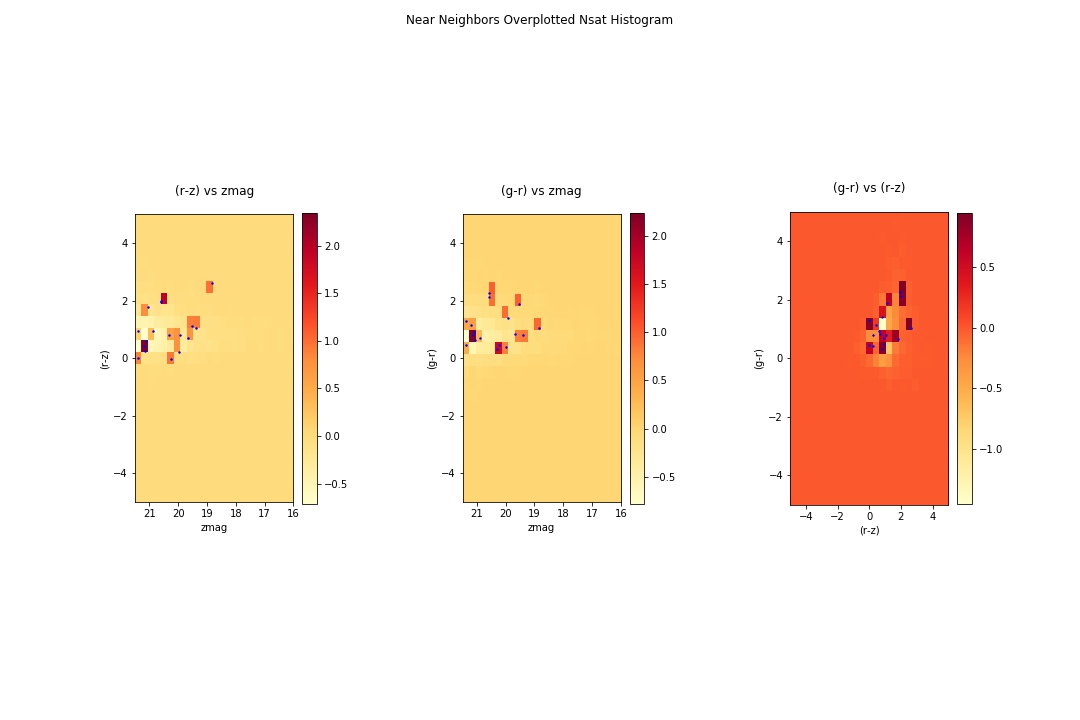 Near Neighbors Overplotted Nsat Histogram
(r-z) vs zmag
4
2
0
−2
−4
(r-z)
21 20 19 18 17 16
zmag
2.0
1.5
1.0
0.5
0.0
−0.5
(g-r) vs zmag
4
2
0
−2
−4
(g-r)
21 20 19 18 17 16
zmag
2.0
1.5
1.0
0.5
0.0
−0.5
(g-r) vs (r-z)
4
2
0
−2
−4
(g-r)
−4 −2 0 2 4
(r-z)
0.5
0.0
−0.5
−1.0